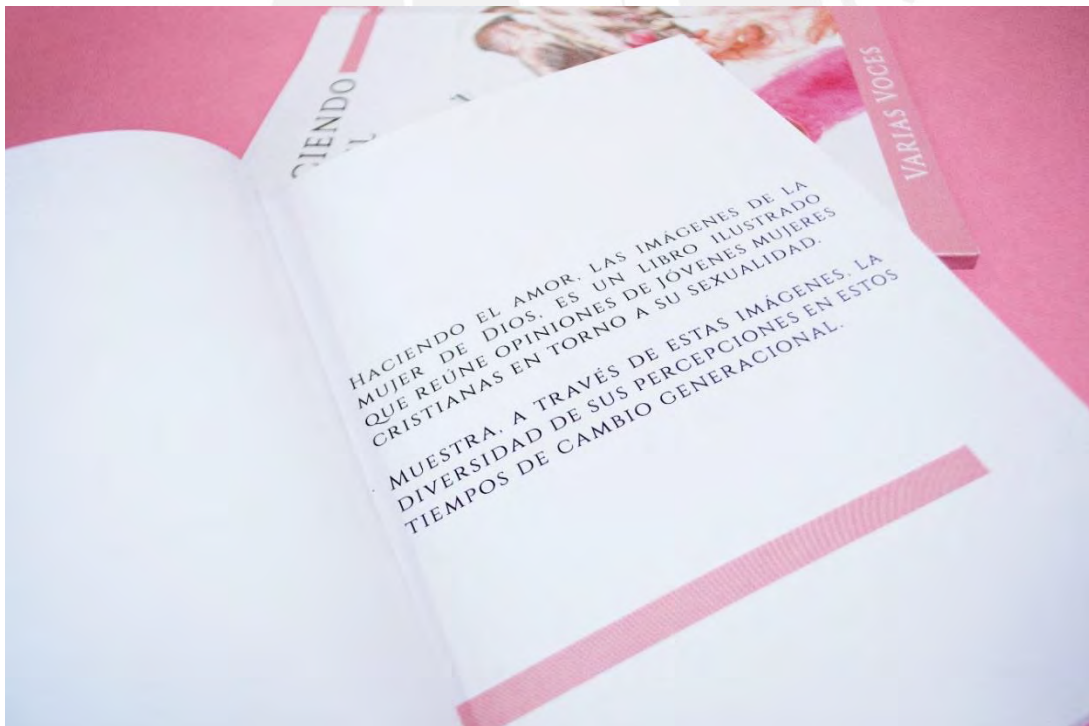 CIENDO
VARIAS VOCES
HACIENDO EL AMOR. LAS IMÁGENES DE LA
MUJER DE DIOS, ES UN LIBRO ILUSTRADO
QUE REÚNE OPINIONES DE JÓVENES MUJERES
CRISTIANAS EN TORNO A SU SEXUALIDAD.
MUESTRA, A TRAVÉS DE ESTAS IMÁGENES, LA
DIVERSIDAD DE SUS PERCEPCIONES EN ESTOS
TIEMPOS DE CAMBIO GENERACIONAL.